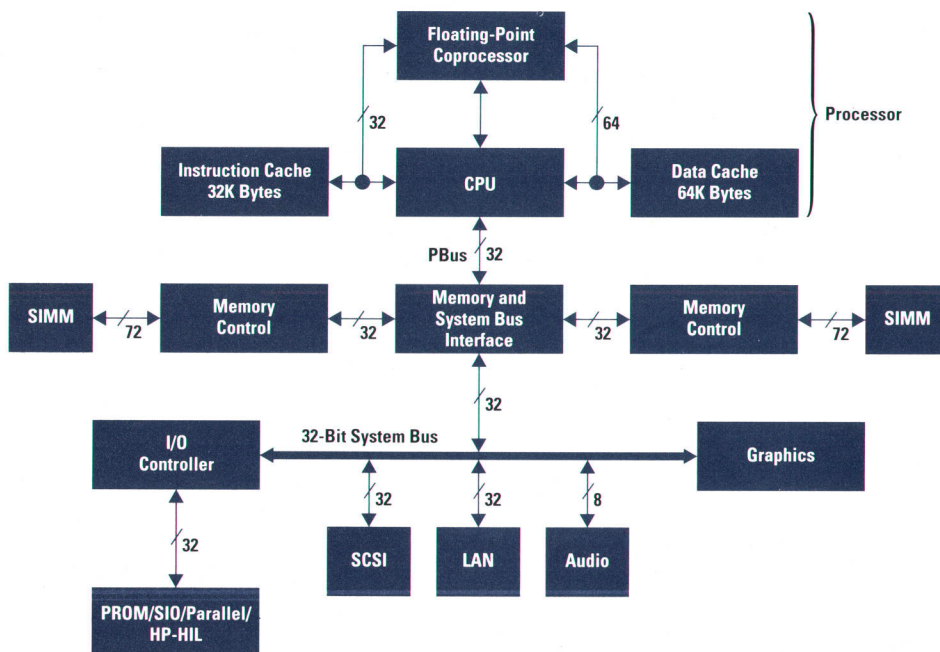 Floating-Point
Coprocessor
32
64
Processor
Instruction Cache
32K Bytes
CPU
Data Cache
64K Bytes
PBus
32
SIMM
72
Memory
Control
32
Memory and
System Bus
Interface
32
Memory
Control
72
SIMM
32
I/O
Controller
32-Bit System Bus
Graphics
32
32
32
8
SCSI
LAN
Audio
PROM/SIO/Parallel/
HP-HIL